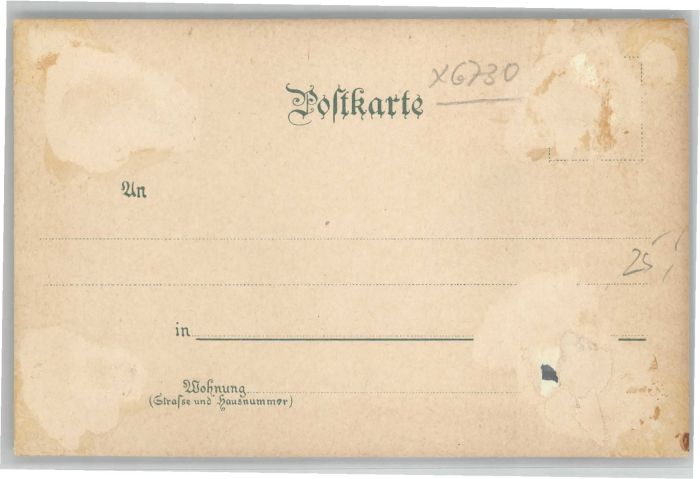 x6730
Postkarte
An
25,-
in
Wohnung
(Strasse und Hausnummer)